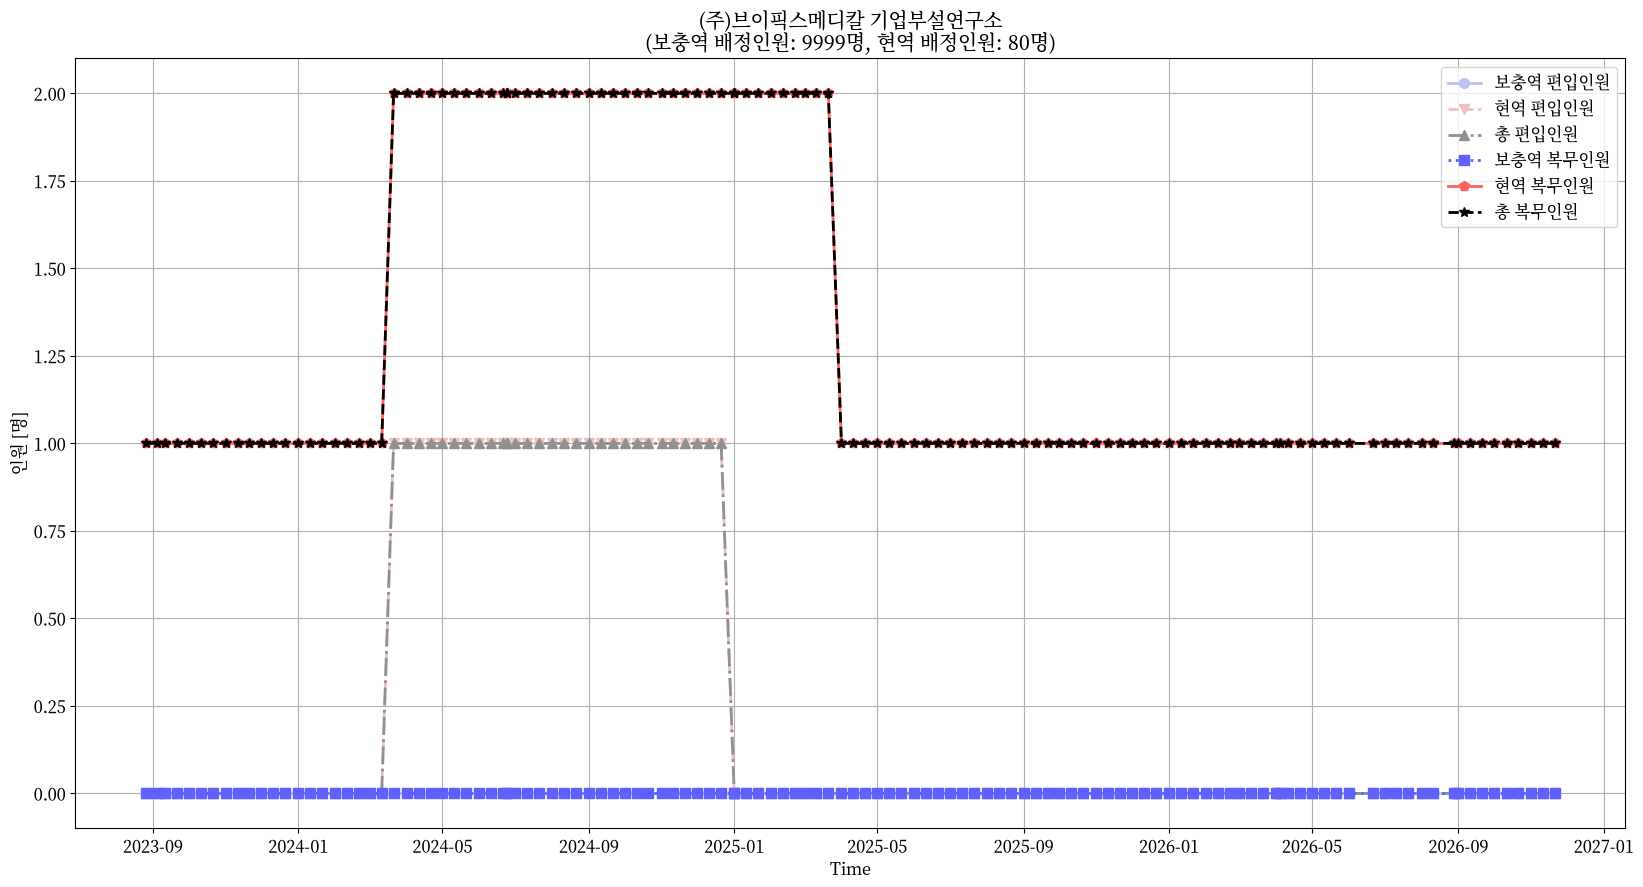 (주)브이픽스메디칼 기업부설연구소
(보충역 배정인원: 9999명, 현역 배정인원: 80명)
보충역 편입인원
현역 편입인원
총 편입인원
보충역 복무인원
현역 복무인원
총 복무인원
인원 [명]
2.00
1.75
1.50
1.25
1.00
0.75
0.50
0.25
0.00
2023-09
2024-01
2024-05
2024-09
2025-01
2025-05
2025-09
2026-01
2026-05
2026-09
2027-01
Time